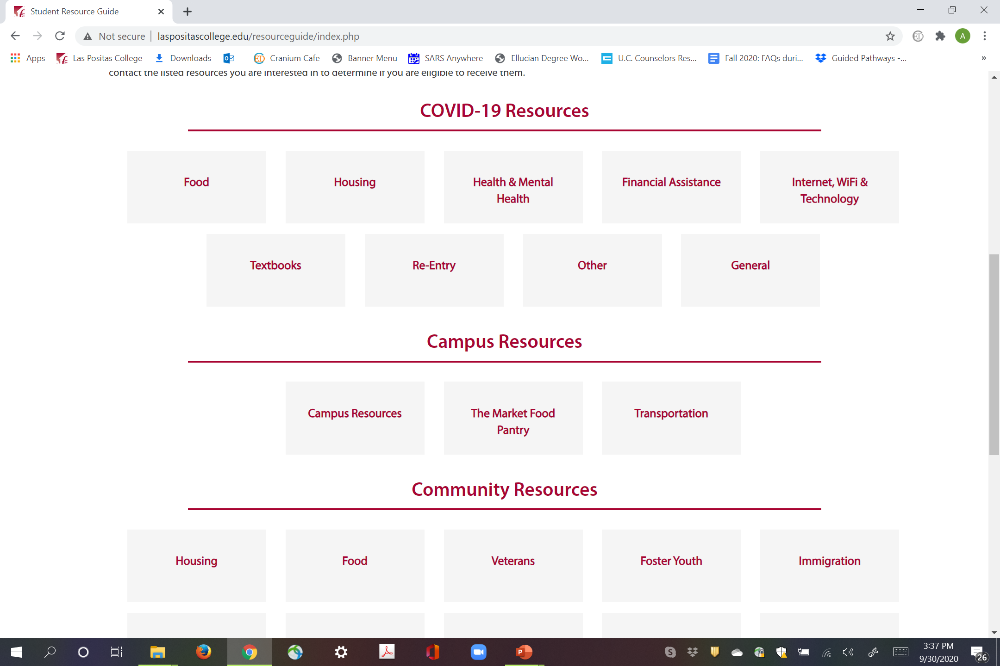 Student Resource Guide
Not secure laspositascollege.edu/resourceguide/index.php
A
Apps Las Positas College Downloads Cranium Cafe Banner Menu SARS Anywhere Ellucian Degree Wo... U.C. Counselors Res... Fall 2020: FAQs duri... Guided Pathways -... »
contact the listed resources you are interested in to determine if you are eligible to receive them.
COVID-19 Resources
Food
Housing
Health & Mental
Health
Financial Assistance
Internet, WiFi &
Technology
Textbooks
Re-Entry
Other
General
Campus Resources
Campus Resources
The Market Food
Pantry
Transportation
Community Resources
Housing
Food
Veterans
Foster Youth
Immigration
3:37 PM
9/30/2020
26